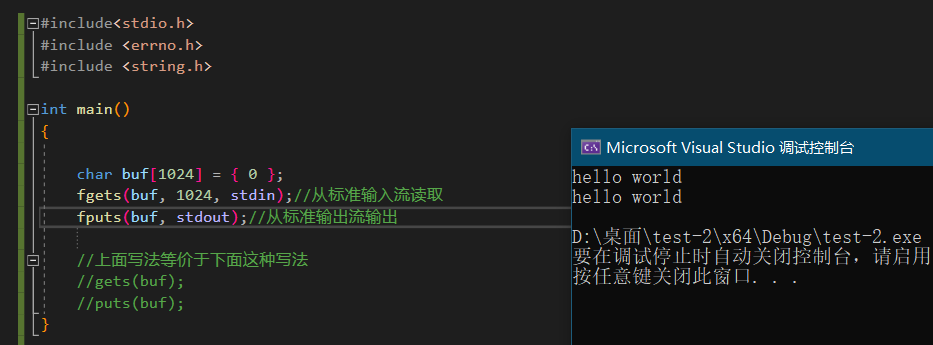 #include<stdio.h>
#include <errno.h>
#include <string.h>
int main()
{
char buf[1024] = { 0 };
fgets(buf, 1024, stdin);//从标准输入流读取
fputs(buf, stdout);//从标准输出流输出
//上面写法等价于下面这种写法
//gets(buf);
//puts(buf);
}
Microsoft Visual Studio 调试控制台
hello world
hello world
D:\桌面\test-2\x64\Debug\test-2.exe
要在调试停止时自动关闭控制台，请启用
按任意键关闭此窗口. . .